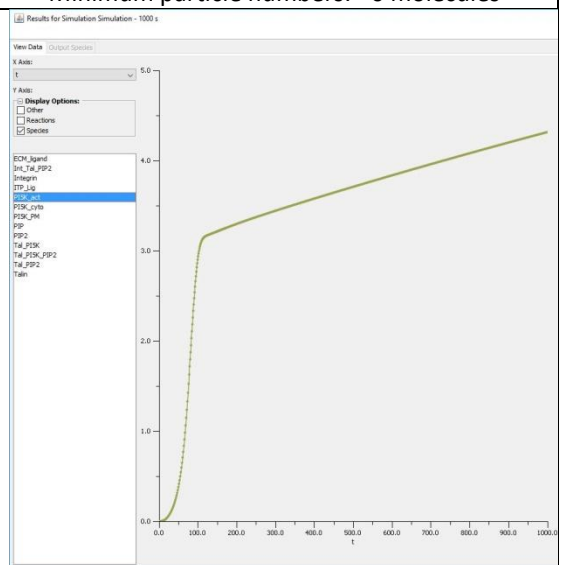 Minimum particle numbers: 0 molecules
Results for Simulation Simulation - 1000 s
View Data Output Species
X Axis:
t
Y Axis:
Display Options:
Other
Reactions
Species
ECM_ligand
Int_Tal_PIP2
Integrin
ITP_Lig
PI5K_act
PI5K_cyto
PI5K_PM
PIP
PIP2
Tal_PI5K
Tal_PI5K_PIP2
Tal_PIP2
Talin
5.0
4.0
3.0
2.0
1.0
0.0
0.0 100.0 200.0 300.0 400.0 500.0 600.0 700.0 800.0 900.0 1000.0
t